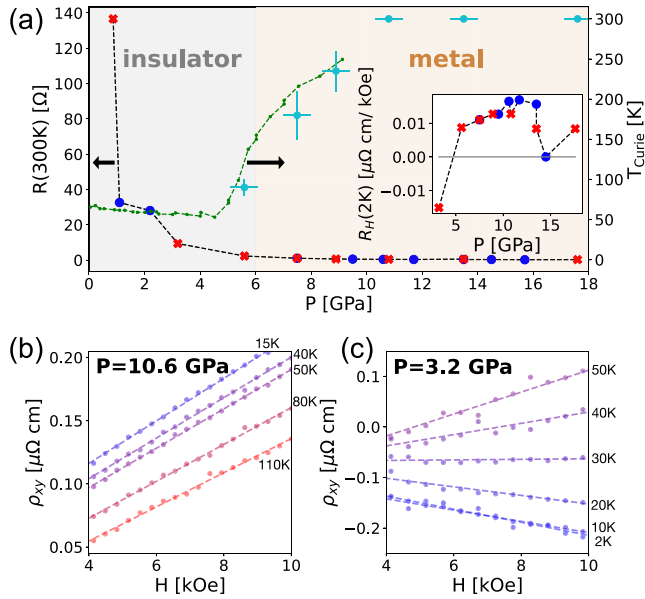 (a)
insulator
metal
R(300K) [Ω]
140
120
100
80
60
40
20
0
0
2
4
6
8
10
12
14
16
18
P [GPa]
300
250
200
150
100
50
0
T_Curie [K]
R_H(2K) [μΩ cm/ kOe]
0.01
0.00
−0.01
5
10
15
P [GPa]
(b)
P=10.6 GPa
ρ_xy [μΩ cm]
0.20
0.15
0.10
0.05
15K
40K
50K
80K
110K
4
6
8
10
H [kOe]
(c)
P=3.2 GPa
ρ_xy [μΩ cm]
0.1
0.0
−0.1
−0.2
50K
40K
30K
20K
10K
2K
4
6
8
10
H [kOe]